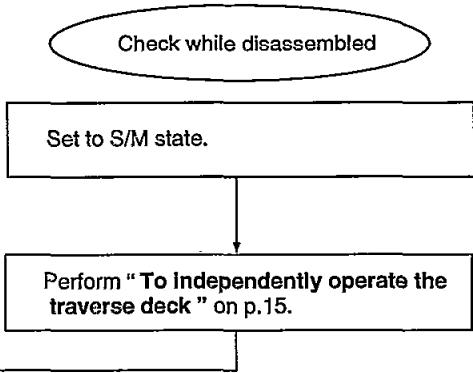 Check while disassembled
Set to S/M state.
Perform “ To independently operate the
traverse deck ” on p.15.